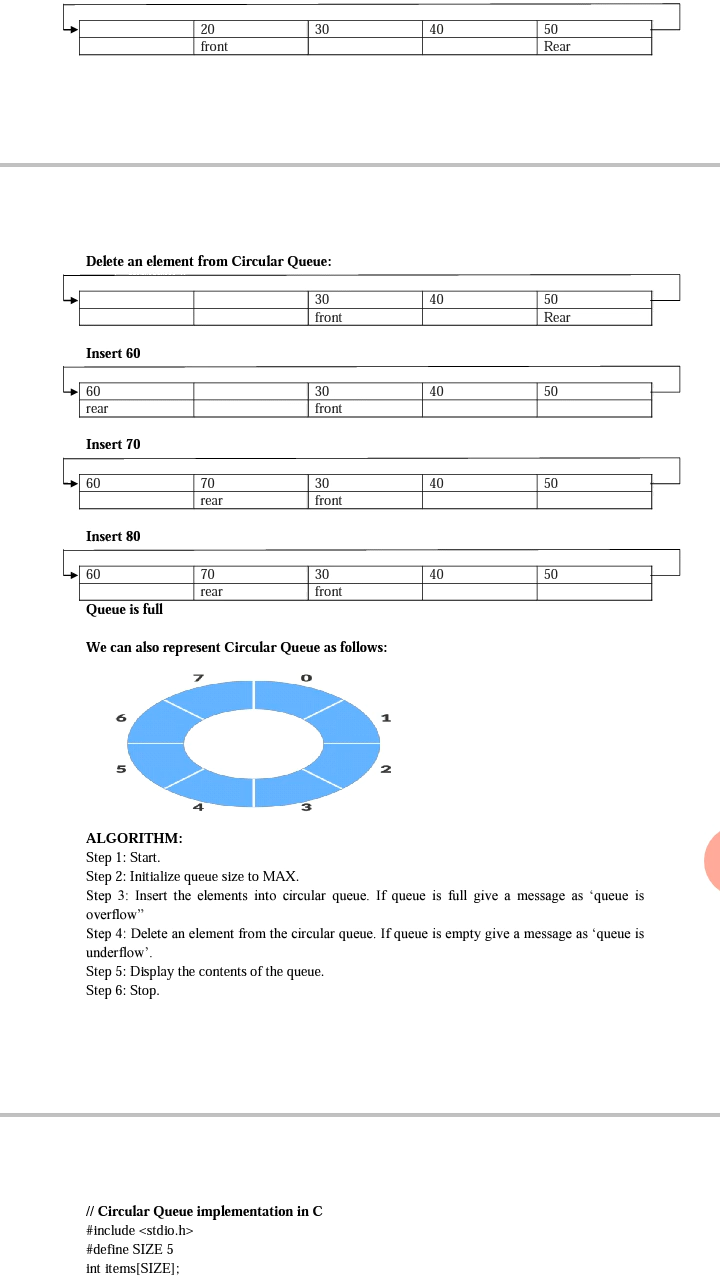 20 30 40 50
front Rear
Delete an element from Circular Queue:
30 40 50
front Rear
Insert 60
60 30 40 50
rear front
Insert 70
60 70 30 40 50
rear front
Insert 80
60 70 30 40 50
rear front
Queue is full
We can also represent Circular Queue as follows:
7 0
6 1
5 2
4 3
ALGORITHM:
Step 1: Start.
Step 2: Initialize queue size to MAX.
Step 3: Insert the elements into circular queue. If queue is full give a message as ‘queue is
overflow”
Step 4: Delete an element from the circular queue. If queue is empty give a message as ‘queue is
underflow’.
Step 5: Display the contents of the queue.
Step 6: Stop.
// Circular Queue implementation in C
#include <stdio.h>
#define SIZE 5
int items[SIZE];